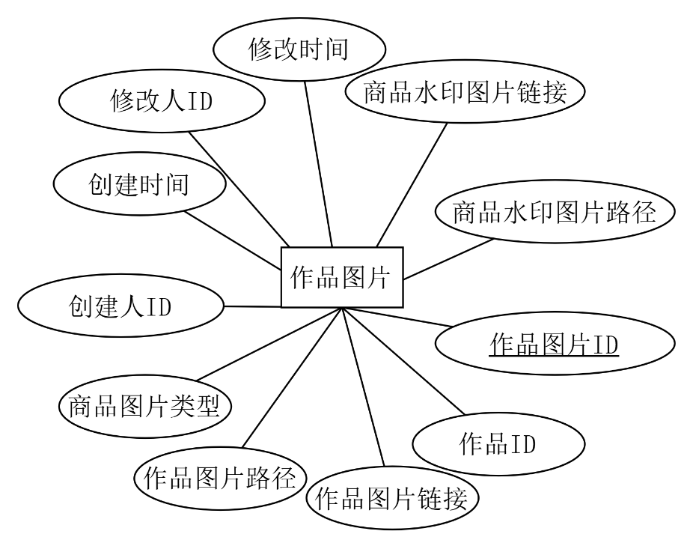 修改时间
商品水印图片链接
修改人ID
创建时间
商品水印图片路径
作品图片
创建人ID
作品图片ID
商品图片类型
作品ID
作品图片路径
作品图片链接